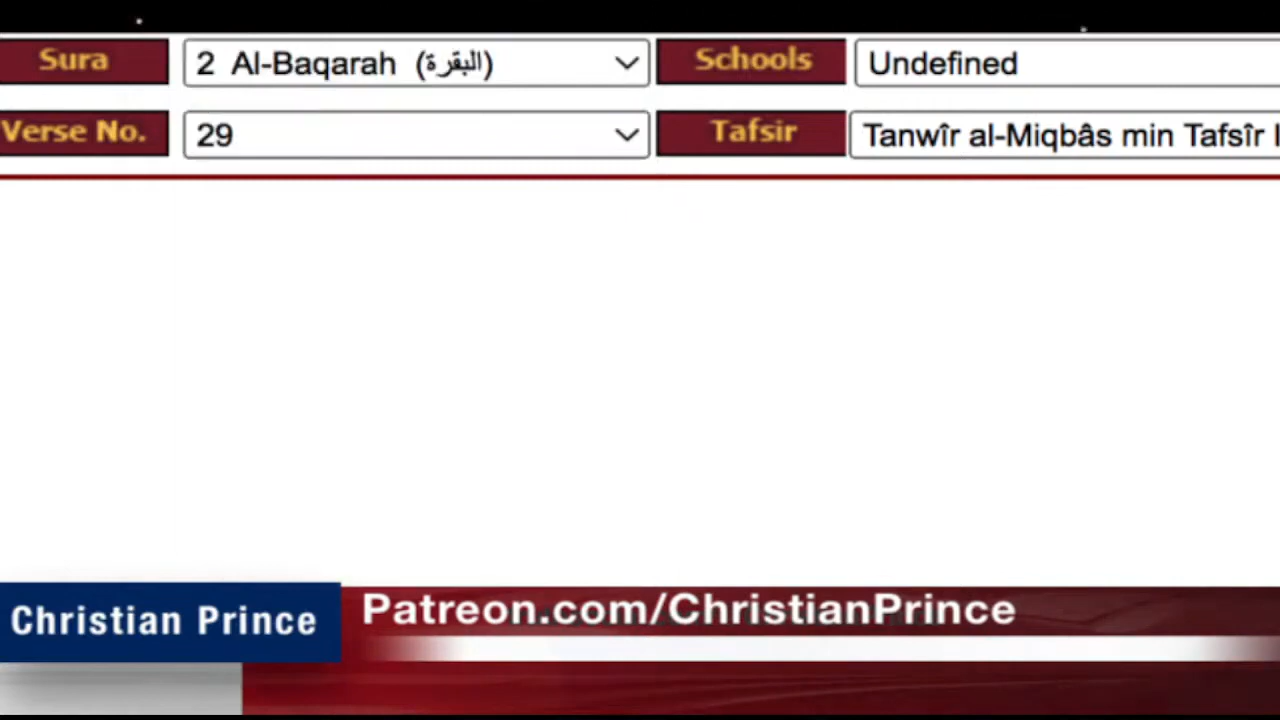 Sura 2 Al-Baqarah (البقرة) Schools Undefined
Verse No. 29 Tafsir Tanwîr al-Miqbâs min Tafsîr
Christian Prince Patreon.com/ChristianPrince